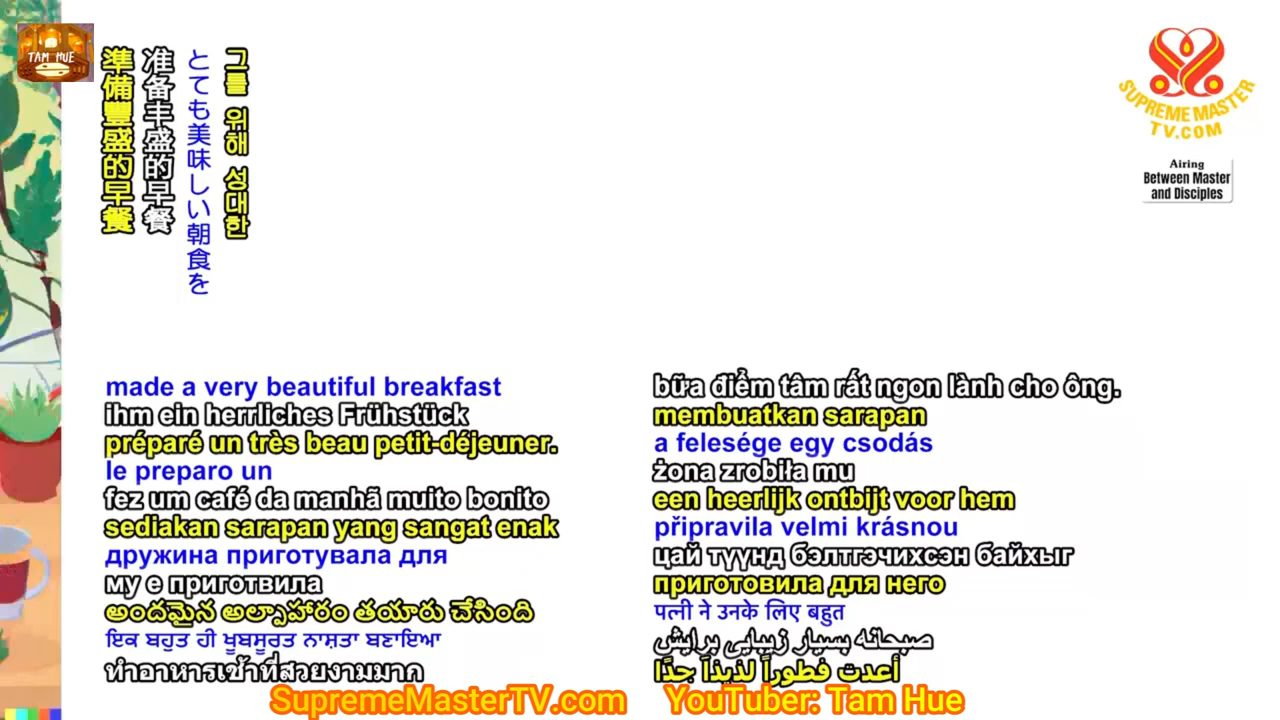 TAM HUE
準備豐盛的早餐
准备丰盛的早餐
とても美味しい朝食を
그를 위해 성대한
SUPREME MASTER
TV.COM
Airing
Between Master
and Disciples
made a very beautiful breakfast
ihm ein herrliches Frühstück
préparé un très beau petit-déjeuner.
le preparo un
fez um café da manhã muito bonito
sediakan sarapan yang sangat enak
дружина приготувала для
му е приготвила
అందమైన అల్పాహారం తయారు చేసింది
ਇਕ ਬਹੁਤ ਹੀ ਖੂਬਸੂਰਤ ਨਾਸ਼ਤਾ ਬਣਾਇਆ
ทำอาหารเช้าที่สวยงามมาก
bữa điểm tâm rất ngon lành cho ông.
membuatkan sarapan
a felesége egy csodás
żona zrobiła mu
een heerlijk ontbijt voor hem
připravila velmi krásnou
цай түүнд бэлтгэчихсэн байхыг
приготовила для него
पत्नी ने उनके लिए बहुत
صبحانه بسیار زیبایی برایش
أعدت فطوراً لذيذاً جدًا
SupremeMasterTV.com YouTuber: Tam Hue